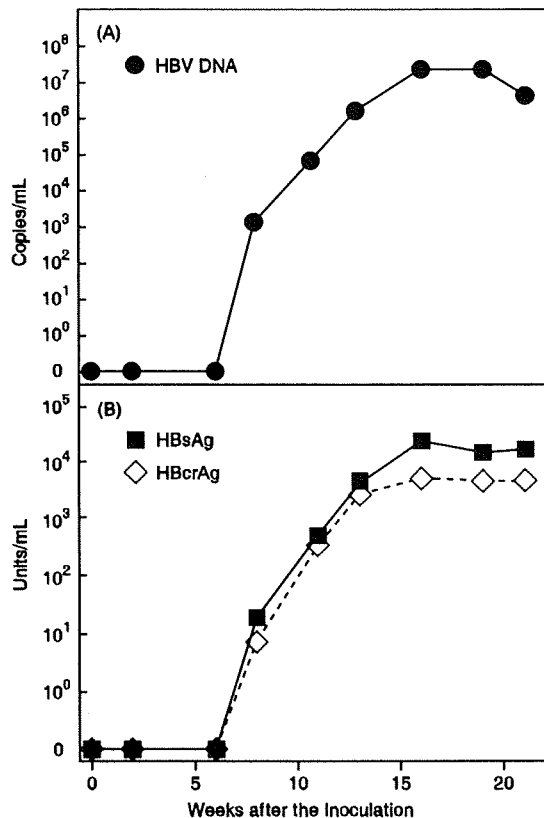 (A)
HBV DNA
10⁸
10⁷
10⁶
10⁵
10⁴
10³
10²
10¹
10⁰
0
Copies/mL
(B)
HBsAg
HBcrAg
10⁵
10⁴
10³
10²
10¹
10⁰
0
Units/mL
0 5 10 15 20
Weeks after the Inoculation